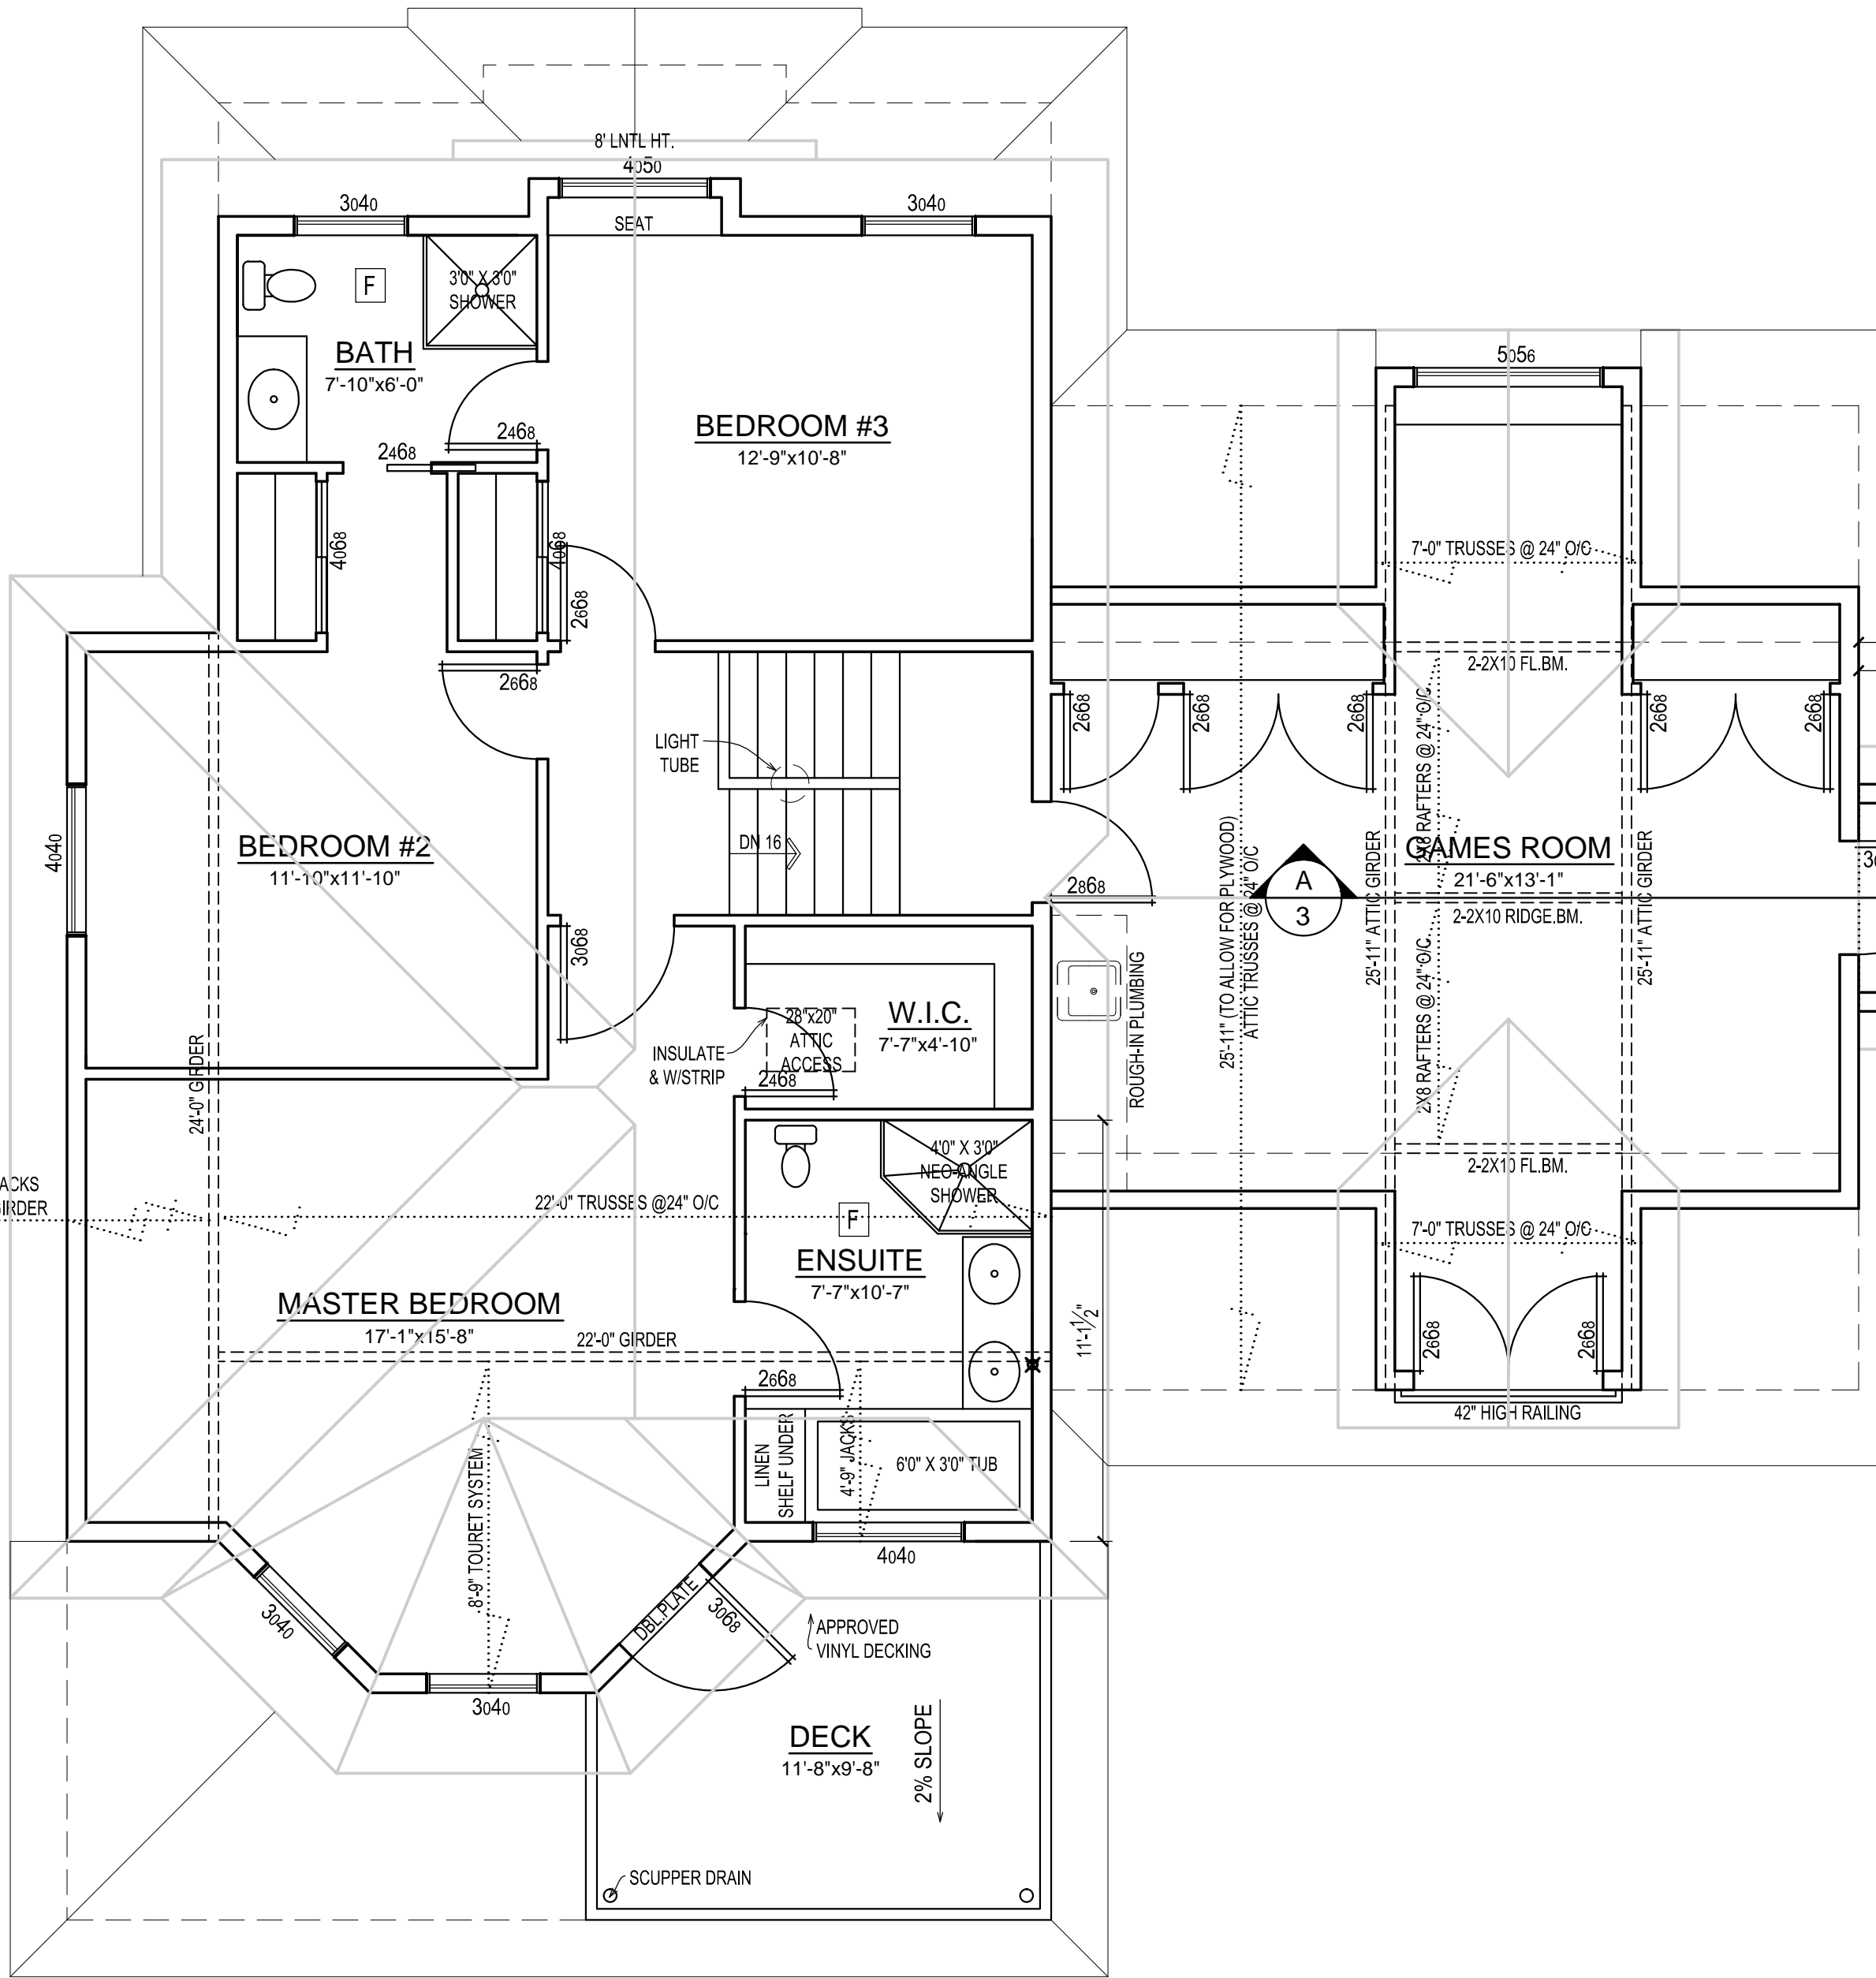 8' LNTL HT.
4050
3040
3040
SEAT
F
3'0" X 3'0"
SHOWER
BATH
7'-10"x6'-0"
2468
2468
BEDROOM #3
12'-9"x10'-8"
4068
4068
2668
2668
5056
7'-0" TRUSSES @ 24" O/C
2-2X10 FL.BM.
2668
2668
2668
2668
2668
LIGHT
TUBE
DN 16
4040
BEDROOM #2
11'-10"x11'-10"
2868
A
3
GAMES ROOM
21'-6"x13'-1"
2-2X10 RIDGE.BM.
2X8 RAFTERS @ 24" O/C
2X8 RAFTERS @ 24" O/C
25'-11" ATTIC GIRDER
25'-11" ATTIC GIRDER
25'-11" (TO ALLOW FOR PLYWOOD)
ATTIC TRUSSES @ 24" O/C
3068
W.I.C.
7'-7"x4'-10"
28"x20"
ATTIC
ACCESS
INSULATE
& W/STRIP
2468
ROUGH-IN PLUMBING
24'-0" GIRDER
4'0" X 3'0"
NEO-ANGLE
SHOWER
2-2X10 FL.BM.
GIRDER
22'-0" TRUSSES @24" O/C
F
7'-0" TRUSSES @ 24" O/C
ENSUITE
7'-7"x10'-7"
MASTER BEDROOM
17'-1"x15'-8"
22'-0" GIRDER
11'-1½"
2668
2668
2668
42" HIGH RAILING
LINEN
SHELF UNDER
4'-9" JACKS
6'0" X 3'0" TUB
8'-9" TOURET SYSTEM
4040
3040
DBL.PLATE
3068
APPROVED
VINYL DECKING
3040
DECK
11'-8"x9'-8"
2% SLOPE
SCUPPER DRAIN